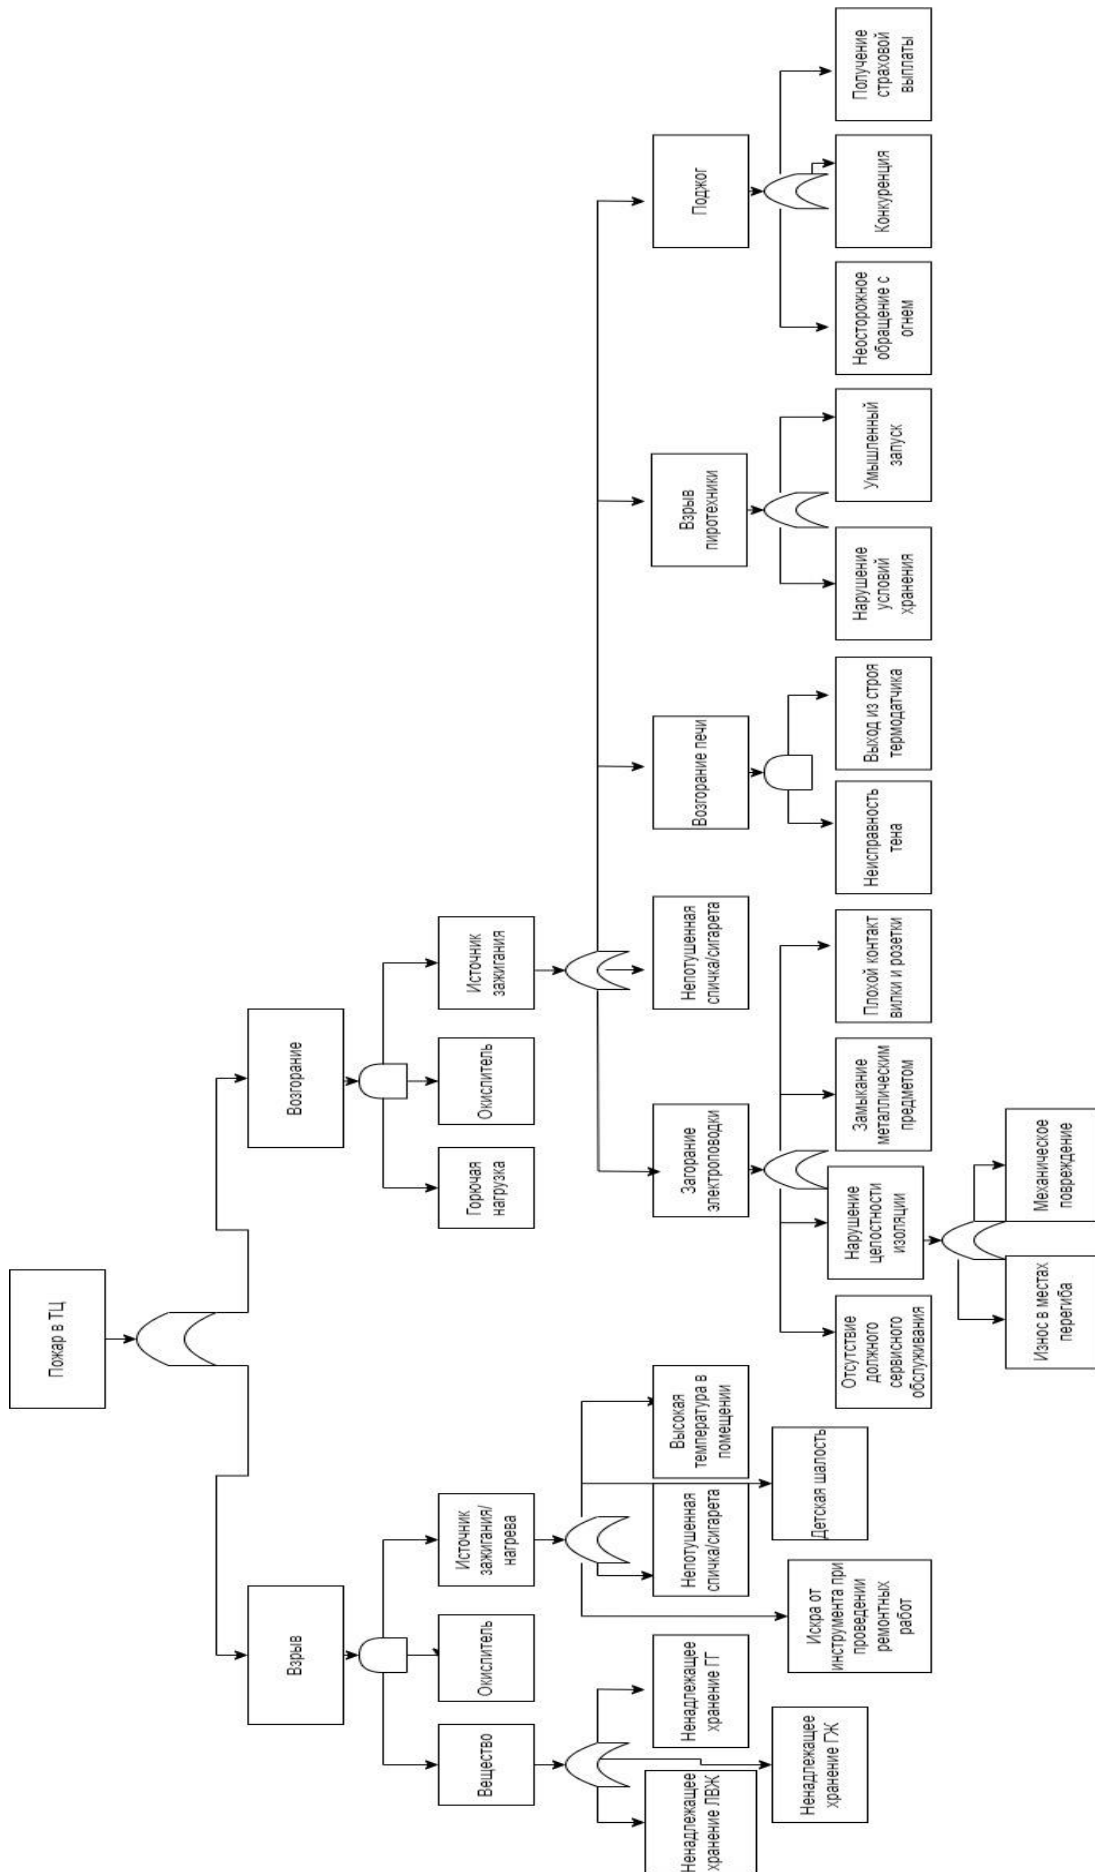 Пожар в ТЦ
Взрыв
Возгорание
Вещество
Окислитель
Источник
зажигания/
нагрева
Горючая
нагрузка
Окислитель
Источник
зажигания
Ненадлежащее
хранение ЛВЖ
Ненадлежащее
хранение ГЖ
Ненадлежащее
хранение ГГ
Искра от
инструмента при
проведении
ремонтных
работ
Непотушенная
спичка/сигарета
Детская шалость
Высокая
температура в
помещении
Загорание
электроповодки
Непотушенная
спичка/сигарета
Возгорание печи
Взрыв
пиротехники
Поджог
Отсутствие
должного
сервисного
обслуживания
Нарушение
целостности
изоляции
Замыкание
металлическим
предметом
Плохой контакт
вилки и розетки
Неисправность
тена
Выход из строя
термодатчика
Нарушение
условий
хранения
Умышленный
запуск
Неосторожное
обращение с
огнем
Конкуренция
Получение
страховой
выплаты
Износ в местах
перегиба
Механическое
повреждение